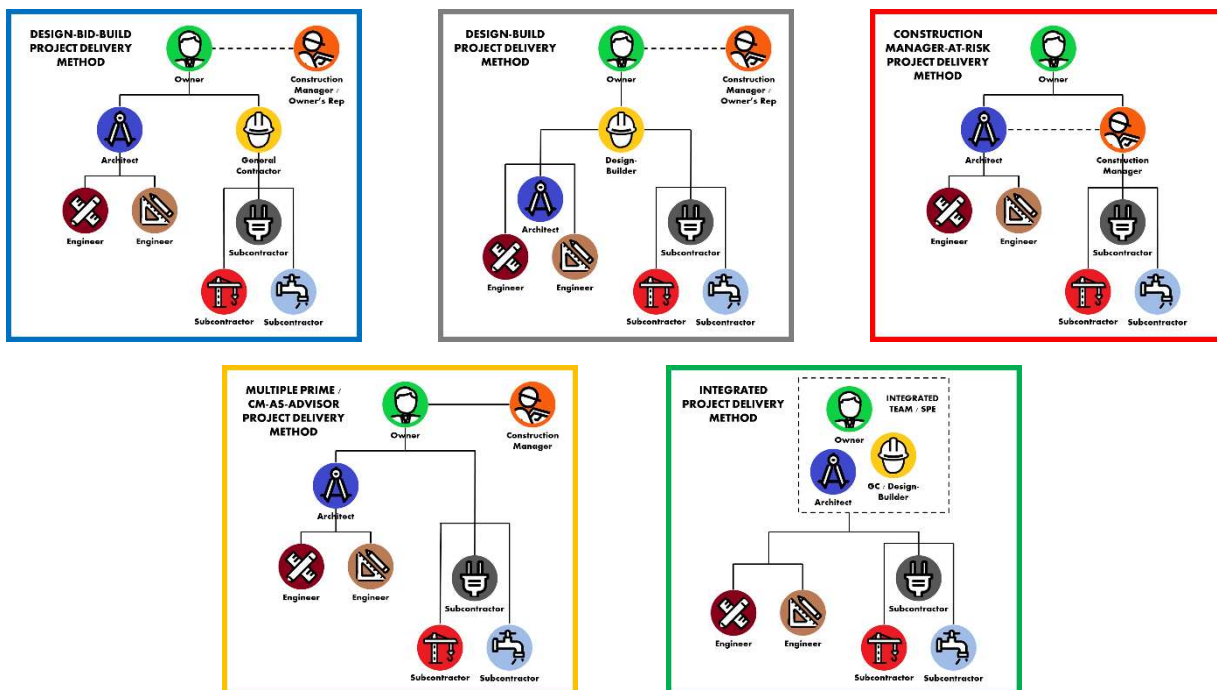 DESIGN-BID-BUILD
PROJECT DELIVERY
METHOD
Owner
Construction
Manager /
Owner's Rep
Architect
General
Contractor
Engineer
Engineer
Subcontractor
Subcontractor
Subcontractor
DESIGN-BUILD
PROJECT DELIVERY
METHOD
Owner
Construction
Manager /
Owner's Rep
Design-
Builder
Architect
Engineer
Engineer
Subcontractor
Subcontractor
Subcontractor
CONSTRUCTION
MANAGER-AT-RISK
PROJECT DELIVERY
METHOD
Owner
Architect
Construction
Manager
Engineer
Engineer
Subcontractor
Subcontractor
Subcontractor
MULTIPLE PRIME /
CM-AS-ADVISOR
PROJECT DELIVERY
METHOD
Owner
Construction
Manager
Architect
Engineer
Engineer
Subcontractor
Subcontractor
Subcontractor
INTEGRATED
PROJECT DELIVERY
METHOD
INTEGRATED
TEAM / SPE
Owner
Architect
GC / Design-
Builder
Engineer
Engineer
Subcontractor
Subcontractor
Subcontractor